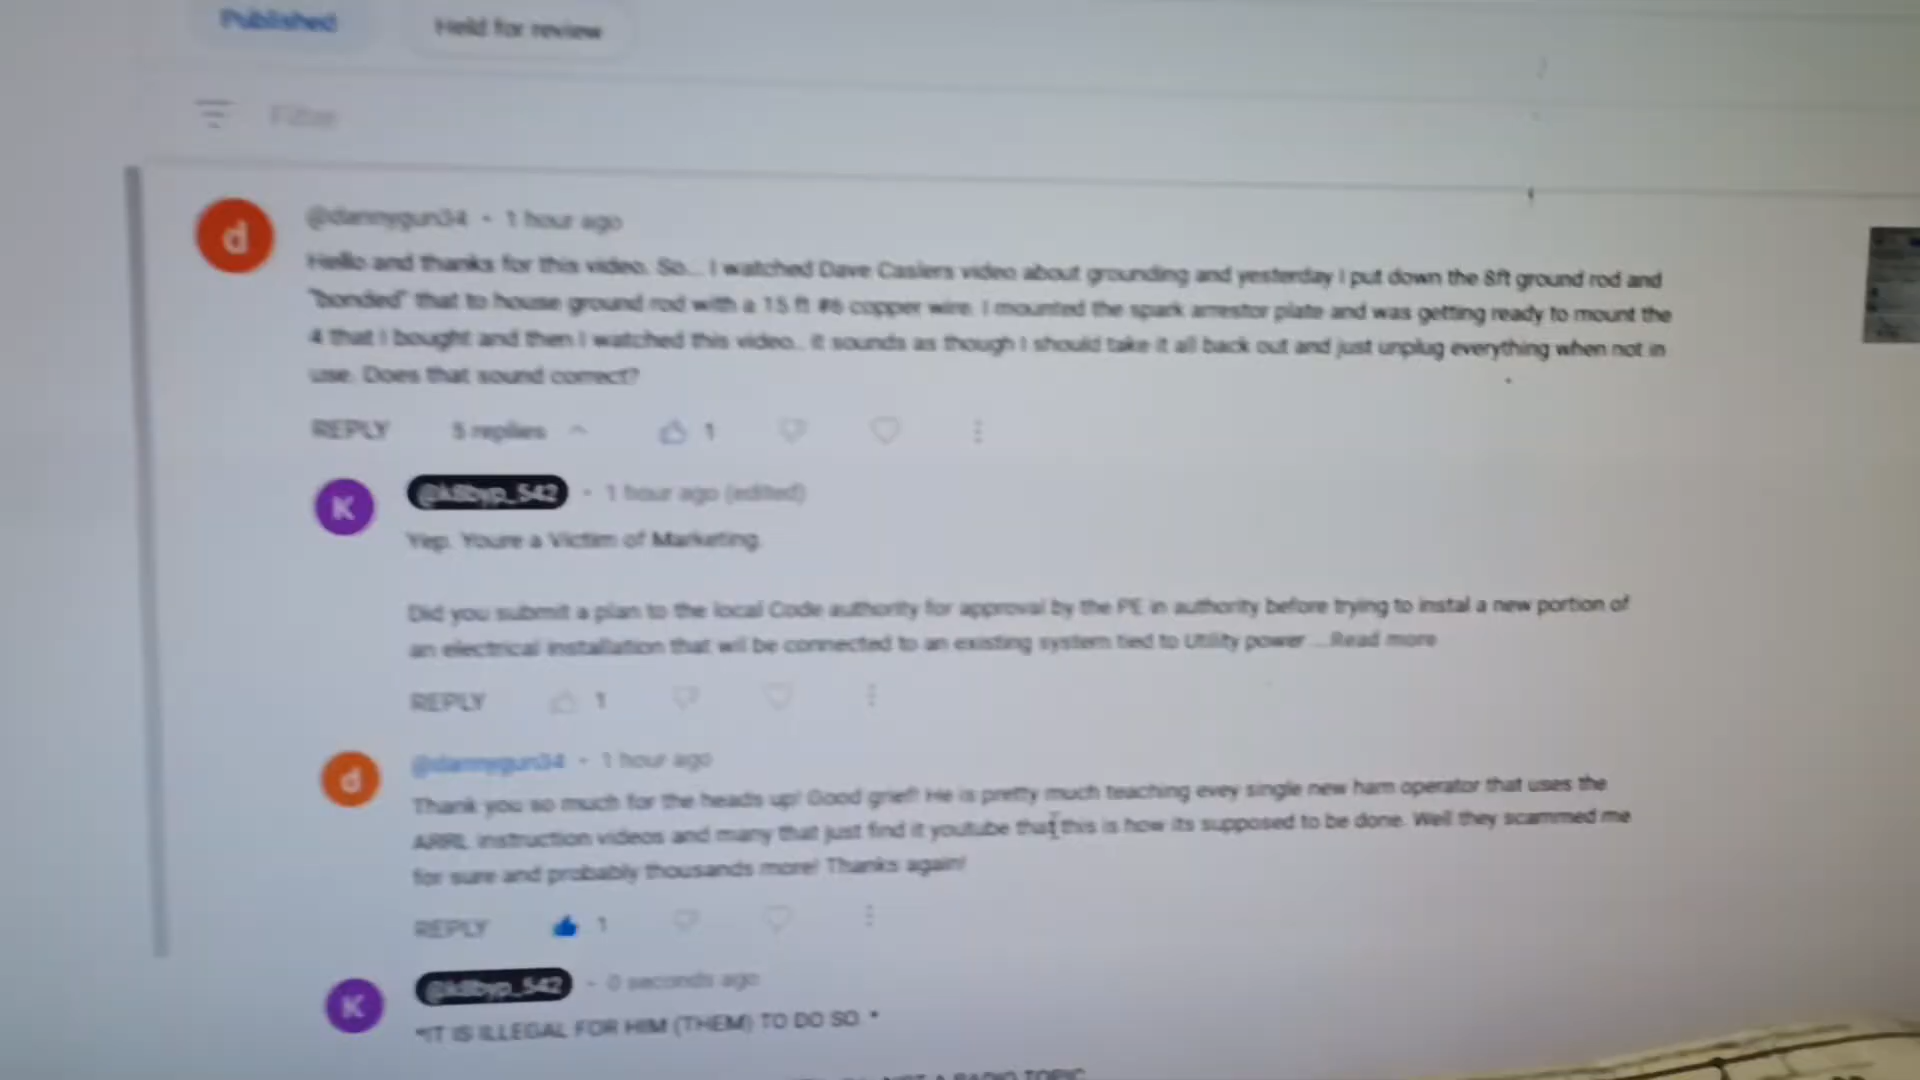 Published
Held for review
Filter
d
@dannygun34 • 1 hour ago
Hello and thanks for this video. So... I watched Dave Caslers video about grounding and yesterday I put down the 8ft ground rod and
"bonded" that to house ground rod with a 15 ft #6 copper wire. I mounted the spark arrestor plate and was getting ready to mount the
4 that I bought and then I watched this video.. it sounds as though I should take it all back out and just unplug everything when not in
use. Does that sound correct?
REPLY 5 replies 1
K
@k8byp_542 • 1 hour ago (edited)
Yep. Youre a Victim of Marketing.
Did you submit a plan to the local Code authority for approval by the PE in authority before trying to instal a new portion of
an electrical installation that wil be connected to an existing system tied to Utility power ...Read more
REPLY 1
d
@dannygun34 • 1 hour ago
Thank you so much for the heads up! Good grief! He is pretty much teaching evey single new ham operator that uses the
ARRL instruction videos and many that just find it youtube that this is how its supposed to be done. Well they scammed me
for sure and probably thousands more! Thanks again!
REPLY 1
K
@k8byp_542 • 0 seconds ago
*IT IS ILLEGAL FOR HIM (THEM) TO DO SO. *
NOT A RADIO TOPIC